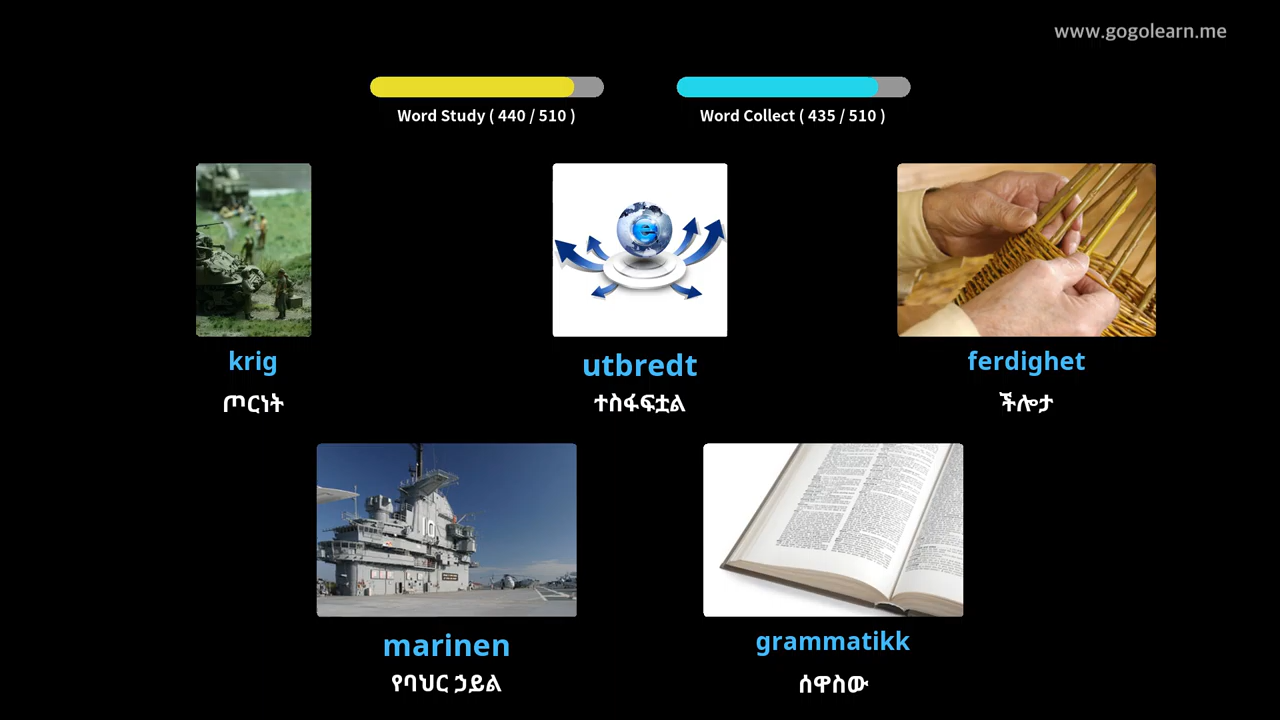 www.gogolearn.me
Word Study ( 440 / 510 )
Word Collect ( 435 / 510 )
krig
ጦርነት
utbredt
ተስፋፍቷል
ferdighet
ችሎታ
marinen
የባህር ኃይል
grammatikk
ሰዋስው